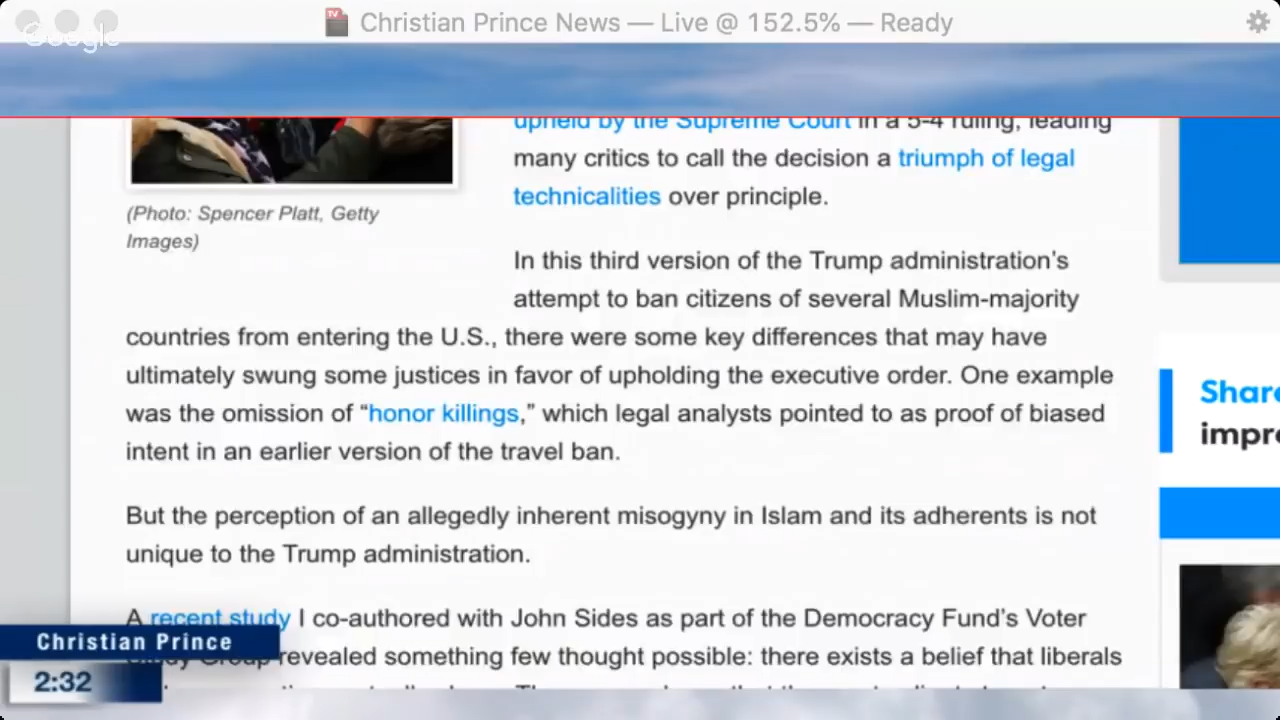 Christian Prince News — Live @ 152.5% — Ready
Google
upheld by the Supreme Court in a 5-4 ruling, leading
many critics to call the decision a triumph of legal
technicalities over principle.
(Photo: Spencer Platt, Getty
Images)
In this third version of the Trump administration's
attempt to ban citizens of several Muslim-majority
countries from entering the U.S., there were some key differences that may have
ultimately swung some justices in favor of upholding the executive order. One example
was the omission of “honor killings,” which legal analysts pointed to as proof of biased
intent in an earlier version of the travel ban.
But the perception of an allegedly inherent misogyny in Islam and its adherents is not
unique to the Trump administration.
A recent study I co-authored with John Sides as part of the Democracy Fund's Voter
Study Group revealed something few thought possible: there exists a belief that liberals
Share
Christian Prince
2:32